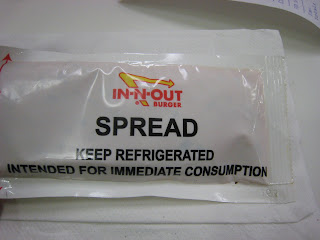 IN-N-OUT
BURGER
SPREAD
KEEP REFRIGERATED
INTENDED FOR IMMEDIATE CONSUMPTION